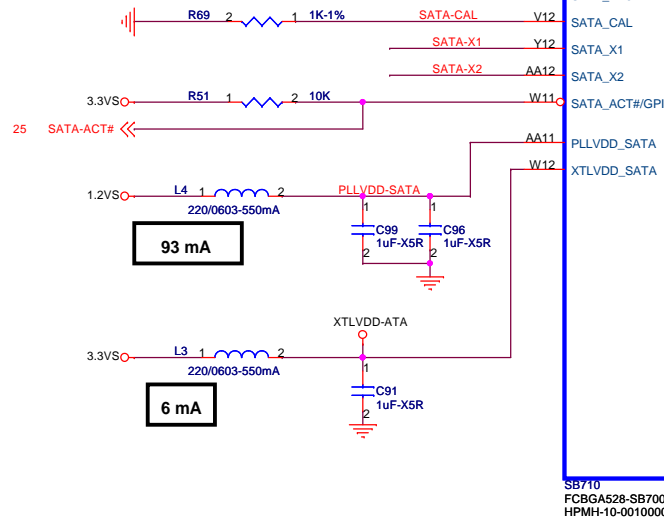 R69 2 1 1K-1% SATA-CAL V12 SATA_CAL
SATA-X1 Y12 SATA_X1
SATA-X2 AA12 SATA_X2
3.3VS R51 1 2 10K W11 SATA_ACT#/GPI
25 SATA-ACT#
AA11 PLLVDD_SATA
W12 XTLVDD_SATA
1.2VS L4 1 2 PLLVDD-SATA
220/0603-550mA
1 1
C99 C96
1uF-X5R 1uF-X5R
2 2
93 mA
XTLVDD-ATA
3.3VS L3 1 2
220/0603-550mA
1
C91
1uF-X5R
2
6 mA
SB710
FCBGA528-SB700
HPMH-10-0010000